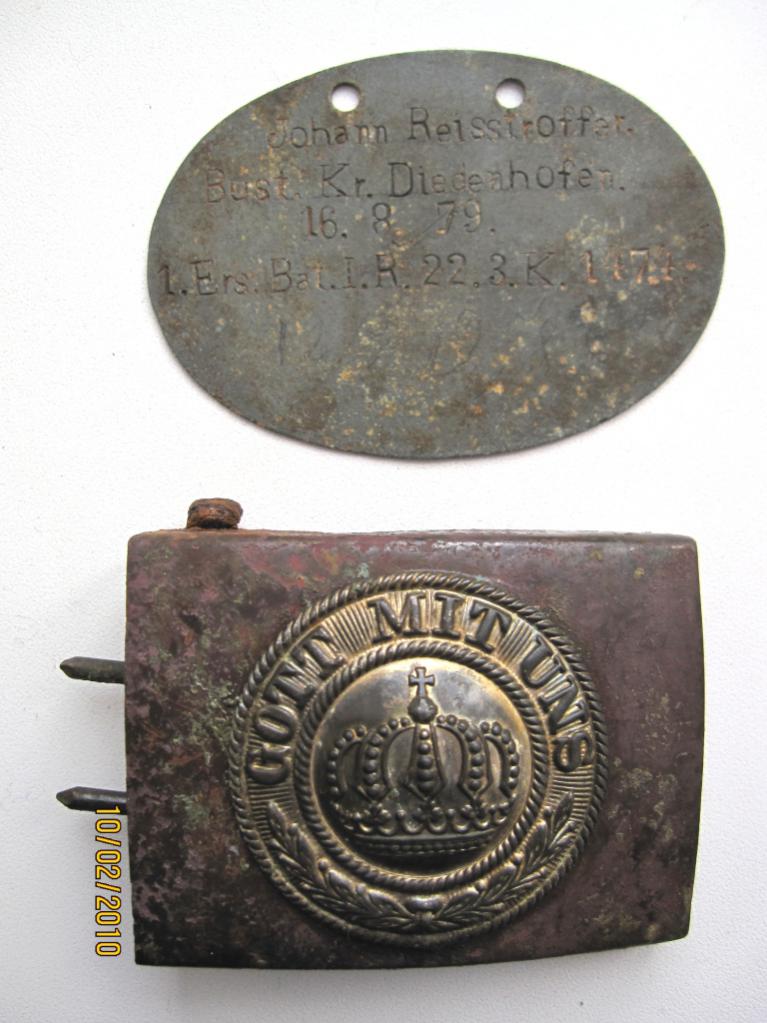 Johann Reisstroffer.
Bust. Kr. Diedenhofen.
16. 8. 79.
1. Ers. Bat. I. R. 22. 3. K. 1474.
GOTT MIT UNS
10/02/2010